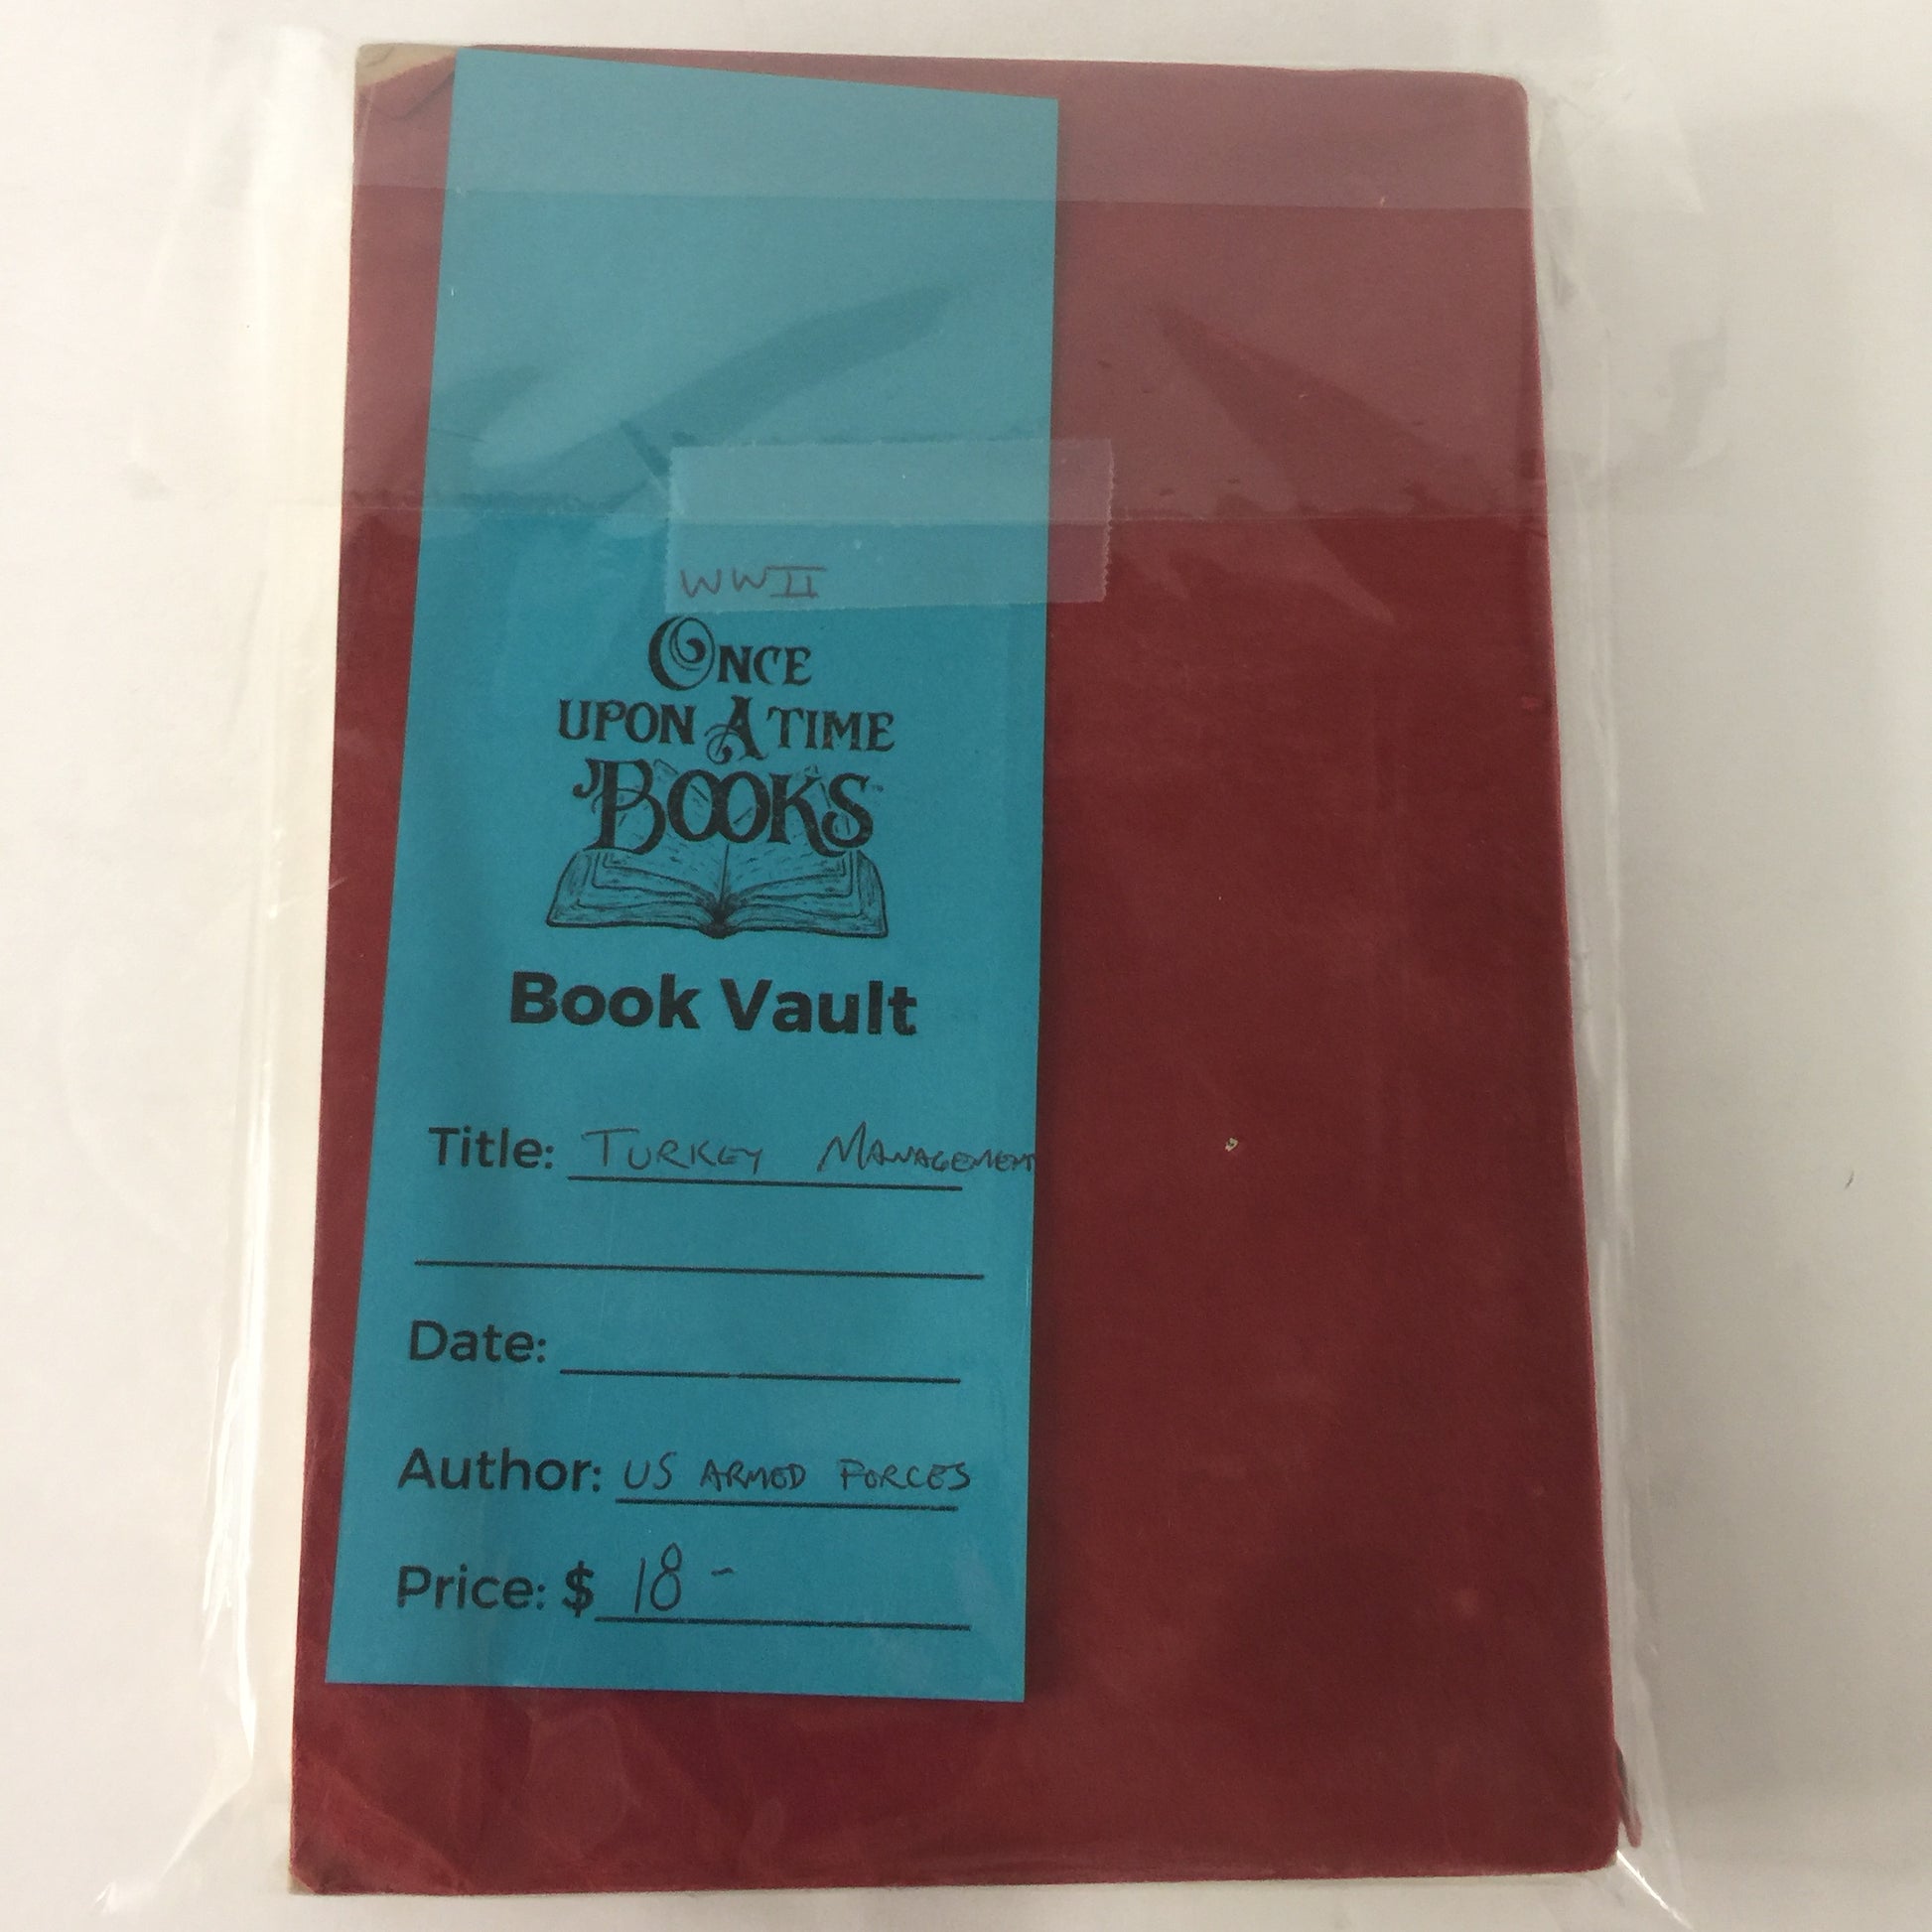 WWII
ONCE
UPON A TIME
BOOKS
Book Vault
Title: TURKEY MANAGEMENT
Date:
Author: US ARMED FORCES
Price: $ 18 -